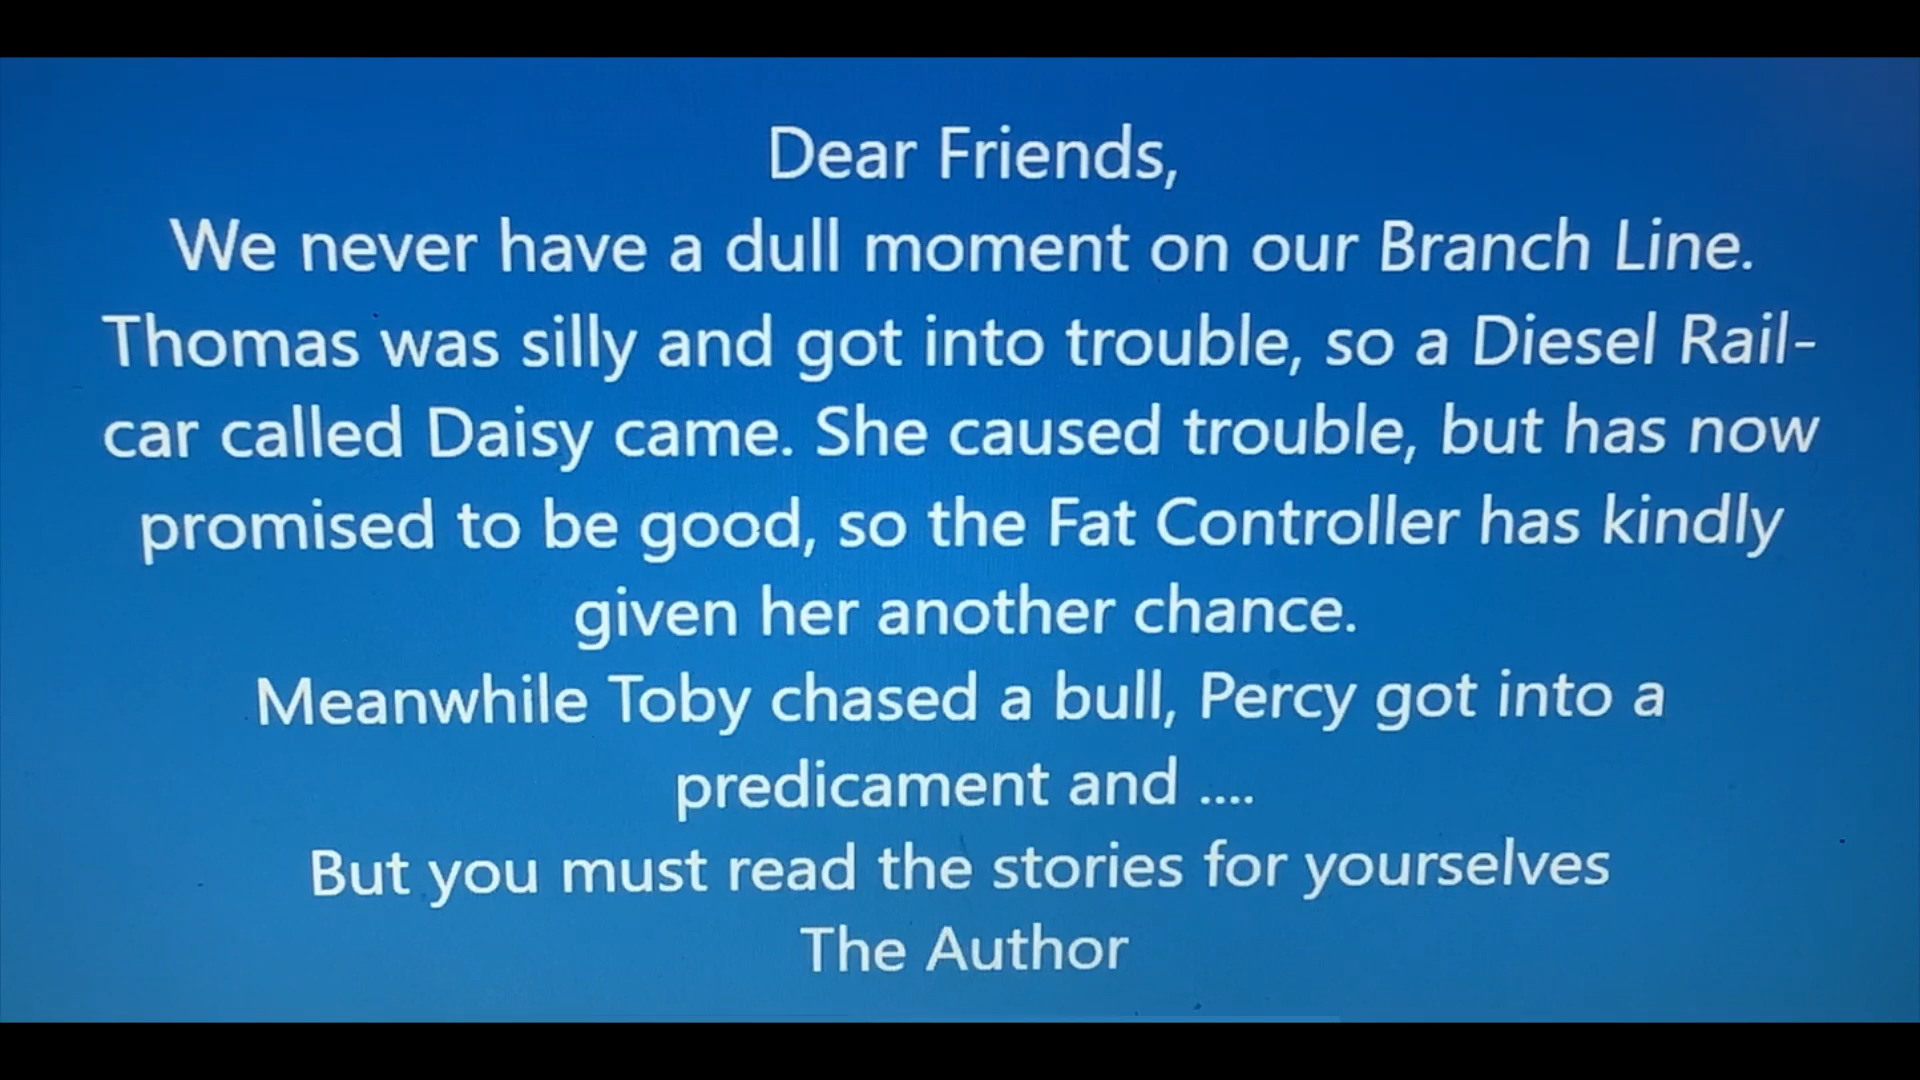 Dear Friends,
We never have a dull moment on our Branch Line.
Thomas was silly and got into trouble, so a Diesel Rail-
car called Daisy came. She caused trouble, but has now
promised to be good, so the Fat Controller has kindly
given her another chance.
Meanwhile Toby chased a bull, Percy got into a
predicament and ....
But you must read the stories for yourselves
The Author